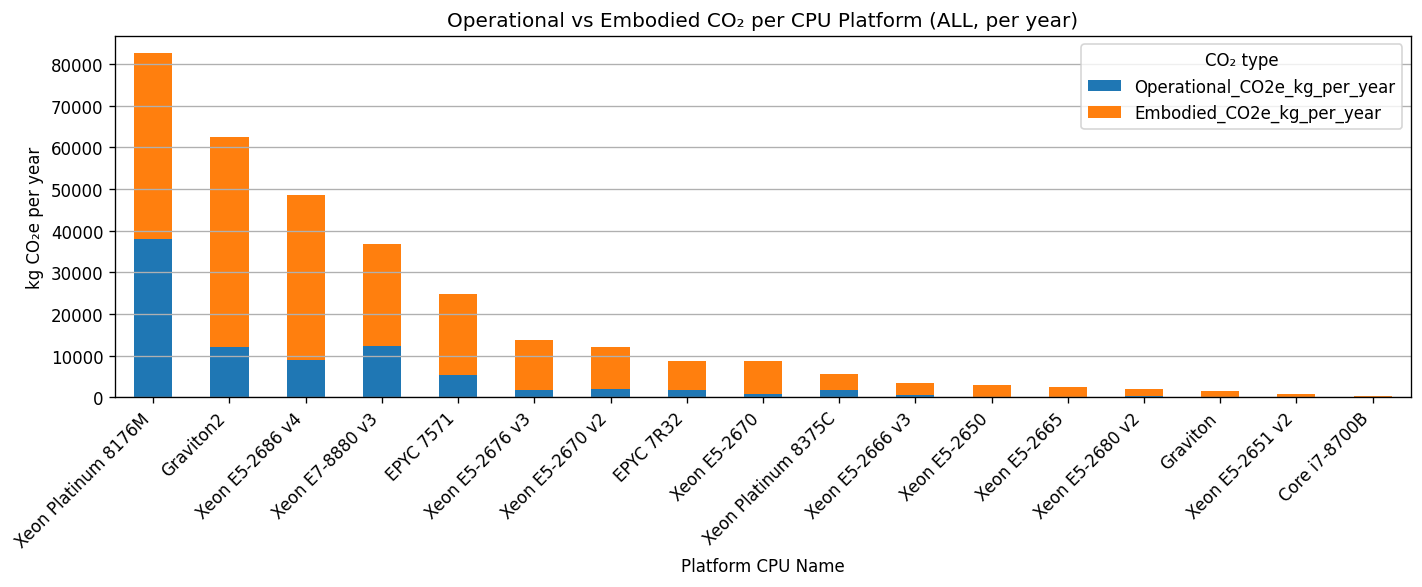 Operational vs Embodied CO₂ per CPU Platform (ALL, per year)
kg CO₂e per year
80000
70000
60000
50000
40000
30000
20000
10000
0
CO₂ type
Operational_CO2e_kg_per_year
Embodied_CO2e_kg_per_year
Xeon Platinum 8176M
Graviton2
Xeon E5-2686 v4
Xeon E7-8880 v3
EPYC 7571
Xeon E5-2676 v3
Xeon E5-2670 v2
EPYC 7R32
Xeon E5-2670
Xeon Platinum 8375C
Xeon E5-2666 v3
Xeon E5-2650
Xeon E5-2665
Xeon E5-2680 v2
Graviton
Xeon E5-2651 v2
Core i7-8700B
Platform CPU Name